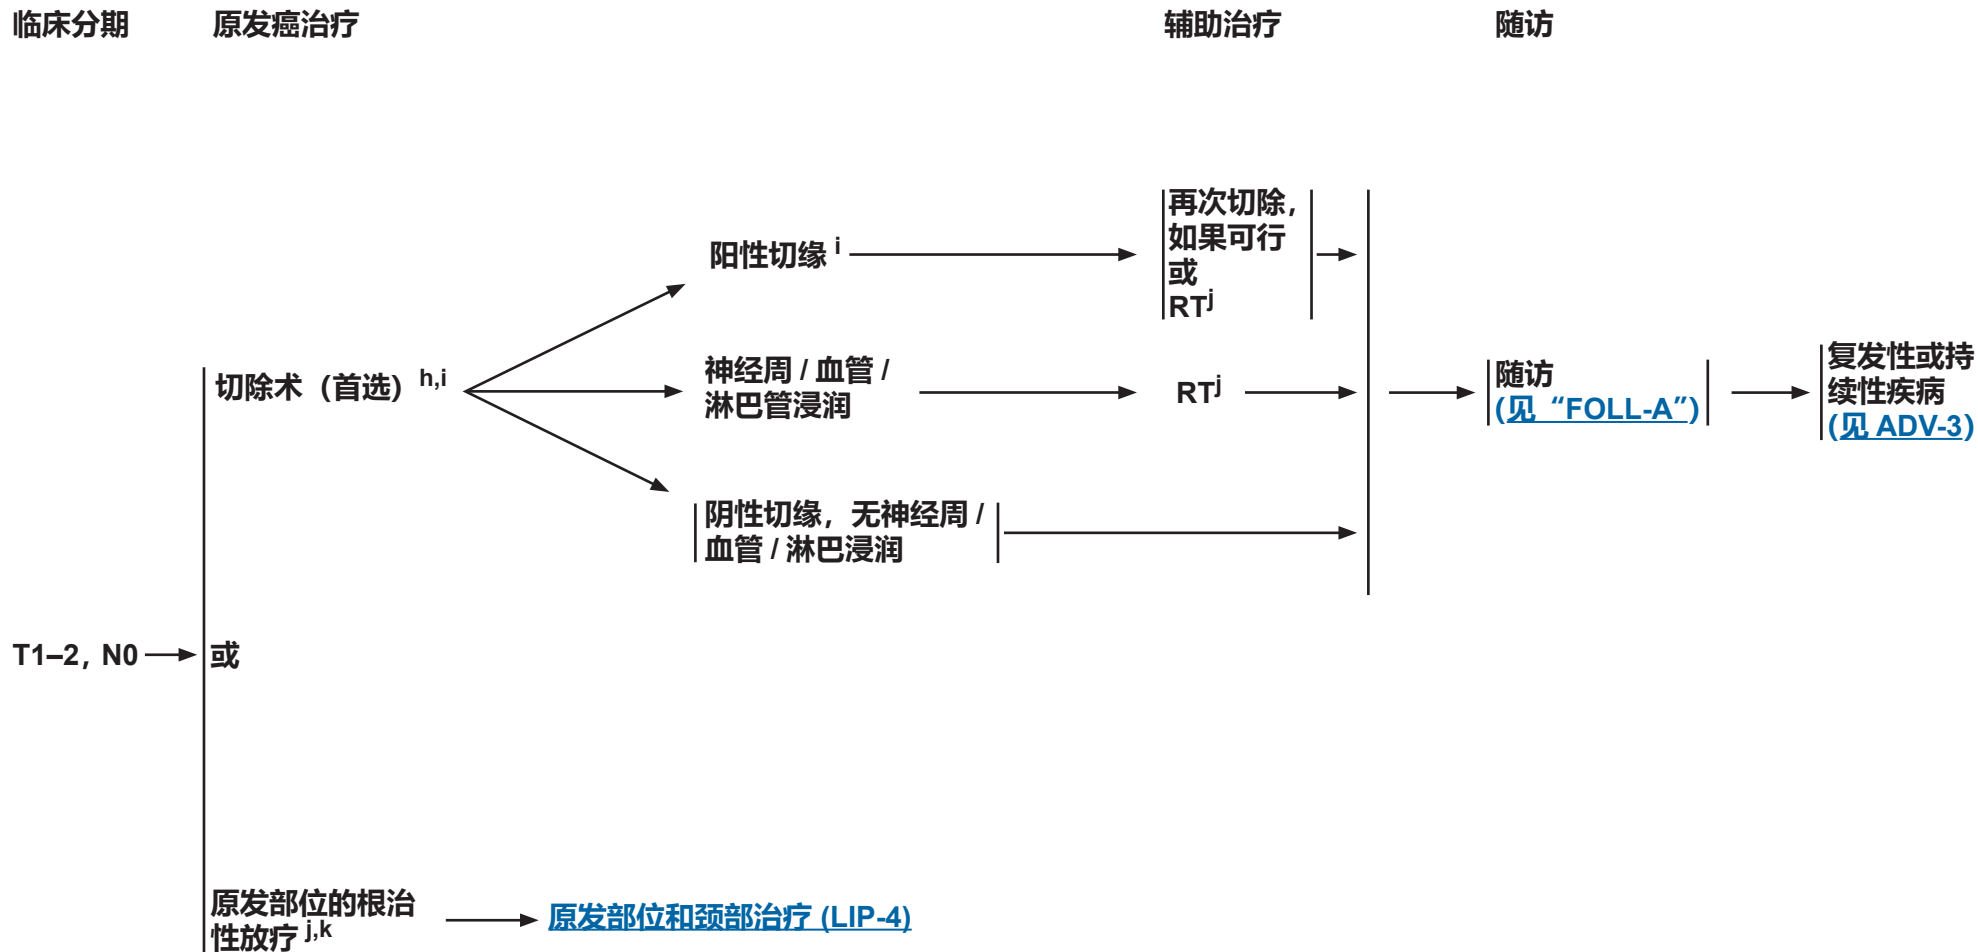 临床分期 原发癌治疗 辅助治疗 随访
再次切除，
如果可行
或
RTj
阳性切缘 i
切除术（首选）h,i
神经周 / 血管 /
淋巴管浸润
RTj
随访
(见 “FOLL-A”)
复发性或持
续性疾病
(见 ADV-3)
阴性切缘，无神经周 /
血管 / 淋巴浸润
T1–2, N0
或
原发部位的根治
性放疗 j,k
原发部位和颈部治疗 (LIP-4)